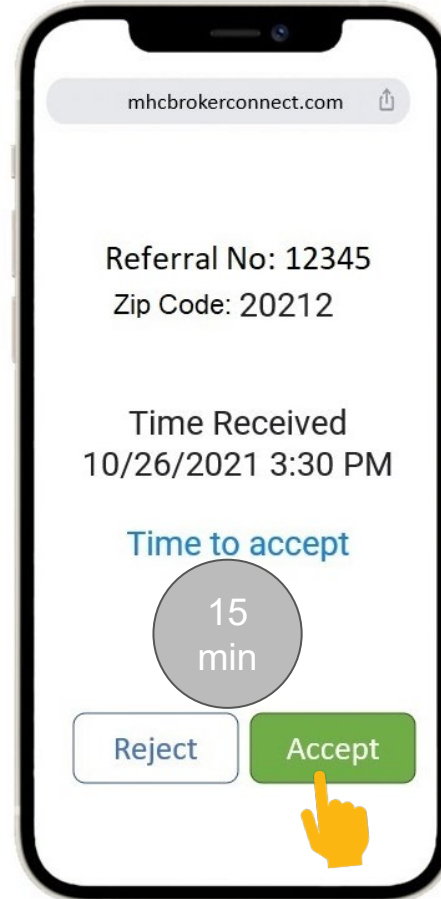 mhcbrokerconnect.com
Referral No: 12345
Zip Code: 20212
Time Received
10/26/2021 3:30 PM
Time to accept
15
min
Reject
Accept